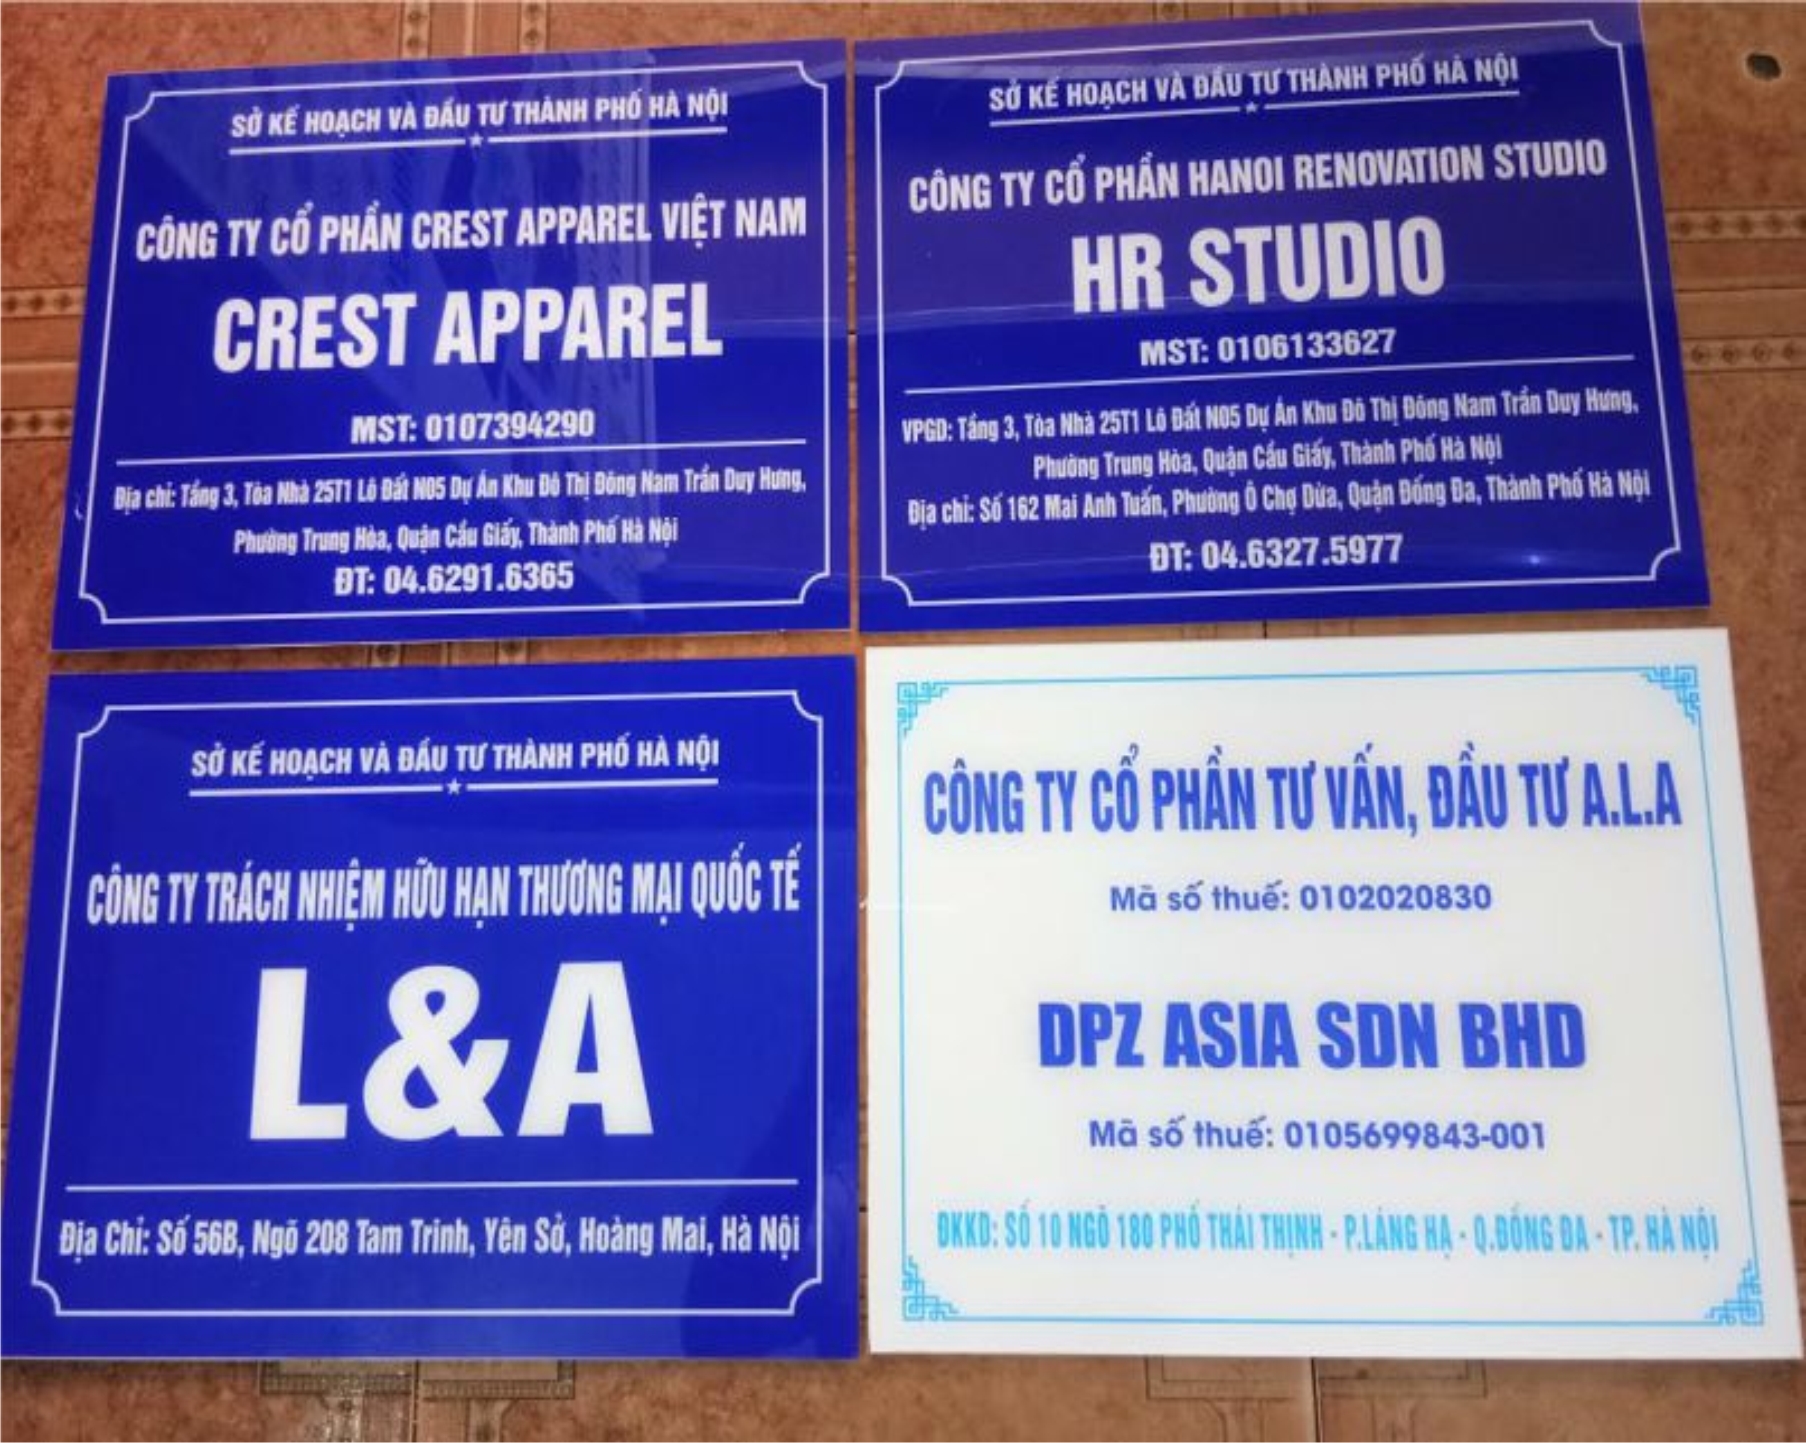 SỞ KẾ HOẠCH VÀ ĐẦU TƯ THÀNH PHỐ HÀ NỘI
CÔNG TY CỔ PHẦN CREST APPAREL VIỆT NAM
CREST APPAREL
MST: 0107394290
Địa chỉ: Tầng 3, Tòa Nhà 25T1 Lô Đất N05 Dự Án Khu Đô Thị Đông Nam Trần Duy Hưng,
Phường Trung Hòa, Quận Cầu Giấy, Thành Phố Hà Nội
ĐT: 04.6291.6365
SỞ KẾ HOẠCH VÀ ĐẦU TƯ THÀNH PHỐ HÀ NỘI
CÔNG TY CỔ PHẦN HANOI RENOVATION STUDIO
HR STUDIO
MST: 0106133627
VPGD: Tầng 3, Tòa Nhà 25T1 Lô Đất N05 Dự Án Khu Đô Thị Đông Nam Trần Duy Hưng,
Phường Trung Hòa, Quận Cầu Giấy, Thành Phố Hà Nội
Địa chỉ: Số 162 Mai Anh Tuấn, Phường Ô Chợ Dừa, Quận Đống Đa, Thành Phố Hà Nội
ĐT: 04.6327.5977
SỞ KẾ HOẠCH VÀ ĐẦU TƯ THÀNH PHỐ HÀ NỘI
CÔNG TY TRÁCH NHIỆM HỮU HẠN THƯƠNG MẠI QUỐC TẾ
L&A
Địa Chỉ: Số 56B, Ngõ 208 Tam Trinh, Yên Sở, Hoàng Mai, Hà Nội
CÔNG TY CỔ PHẦN TƯ VẤN, ĐẦU TƯ A.L.A
Mã số thuế: 0102020830
DPZ ASIA SDN BHD
Mã số thuế: 0105699843-001
ĐKKD: SỐ 10 NGÕ 180 PHỐ THÁI THỊNH - P.LÁNG HẠ - Q.ĐỐNG ĐA - TP. HÀ NỘI